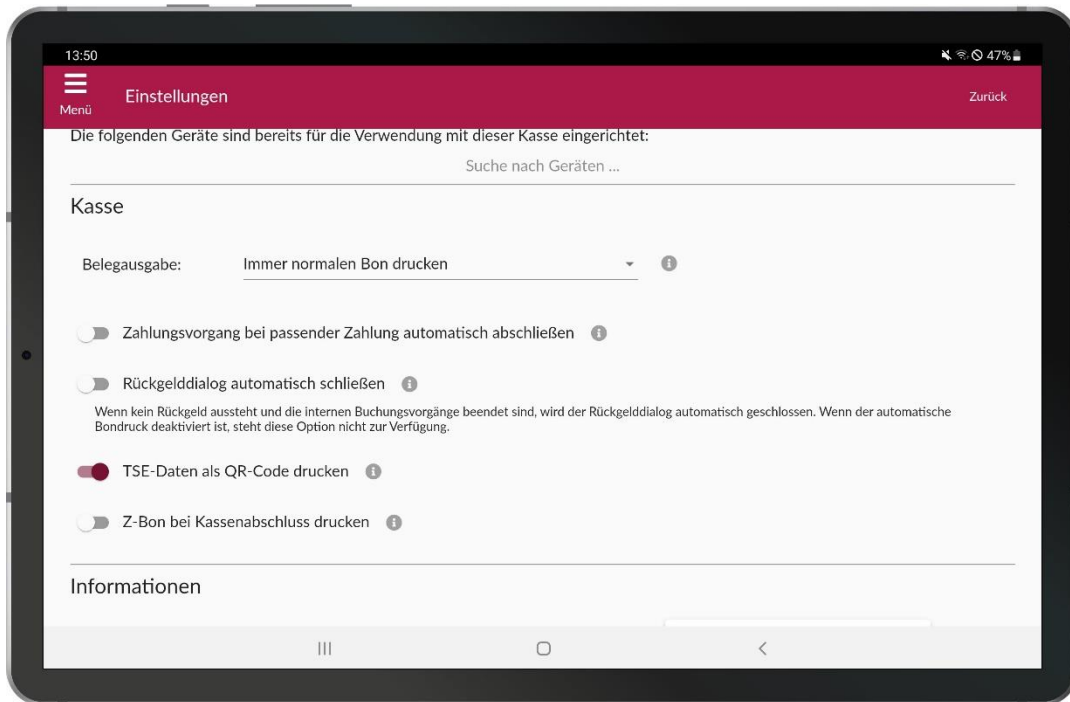 13:50
47%
Menü
Einstellungen
Zurück
Die folgenden Geräte sind bereits für die Verwendung mit dieser Kasse eingerichtet:
Suche nach Geräten ...
Kasse
Belegausgabe:
Immer normalen Bon drucken
Zahlungsvorgang bei passender Zahlung automatisch abschließen
Rückgelddialog automatisch schließen
Wenn kein Rückgeld aussteht und die internen Buchungsvorgänge beendet sind, wird der Rückgelddialog automatisch geschlossen. Wenn der automatische
Bondruck deaktiviert ist, steht diese Option nicht zur Verfügung.
TSE-Daten als QR-Code drucken
Z-Bon bei Kassenabschluss drucken
Informationen